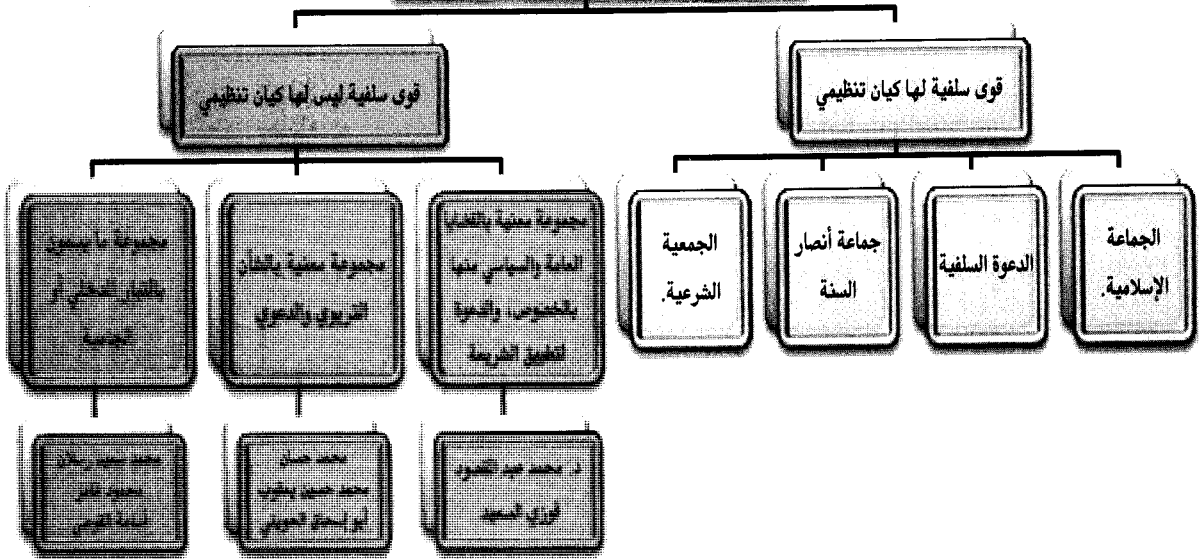 قوى سلفية لها كيان تنظيمي
قوى سلفية ليس لها كيان تنظيمي
الجماعة
الإسلامية.
الدعوة السلفية
جماعة أنصار
السنة
الجمعية
الشرعية.
مجموعة معنية بالقضايا
العامة والسياسي منها
بالخصوص، والدعوة
لتطبيق الشريعة
مجموعة معنية بالشأن
التربوي والدعوي
مجموعة ما يسمون
بالتيار المدخلي أو
الجامية
د. محمد عبد المقصود
فوزي السعيد
محمد حسان
محمد حسين يعقوب
أبو إسحاق الحويني
محمد سعيد رسلان
محمود عامر
أسامة القوصي